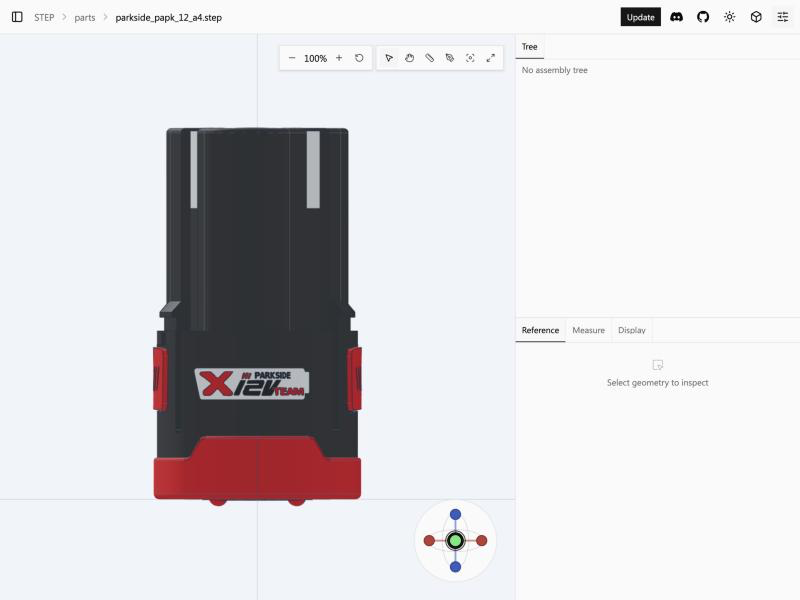 STEP
parts
parkside_papk_12_a4.step
Update
100%
Tree
No assembly tree
Reference
Measure
Display
Select geometry to inspect
PARKSIDE
X12V TEAM